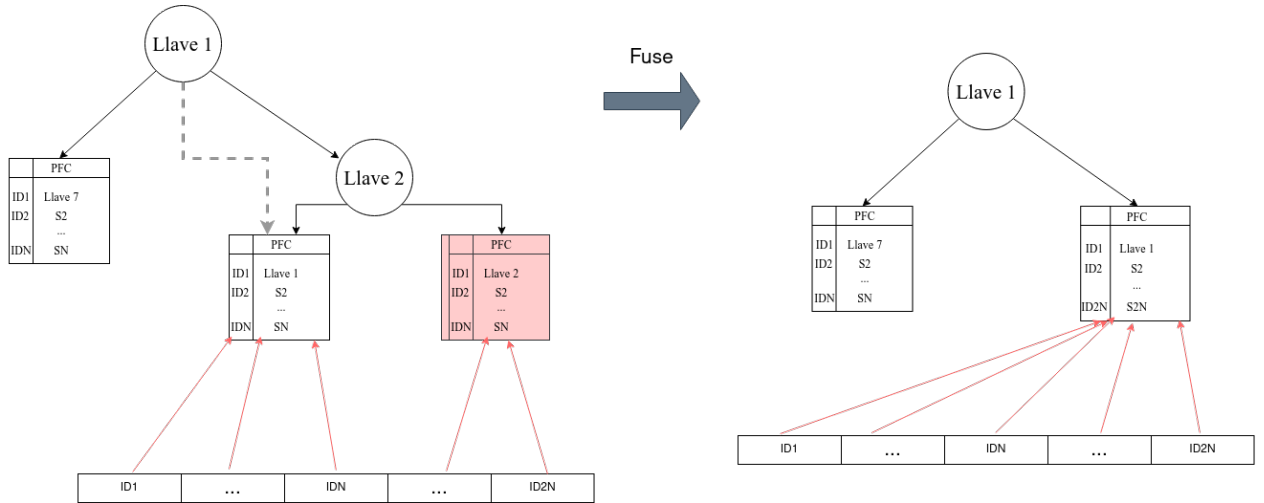 Llave 1
Fuse
Llave 1
Llave 2
PFC
ID1 Llave 7
ID2 S2
...
IDN SN
PFC
ID1 Llave 1
ID2 S2
...
IDN SN
PFC
ID1 Llave 2
ID2 S2
...
IDN SN
ID1 ... IDN ... ID2N
PFC
ID1 Llave 7
ID2 S2
...
IDN SN
PFC
ID1 Llave 1
ID2 S2
...
ID2N S2N
ID1 ... IDN ... ID2N